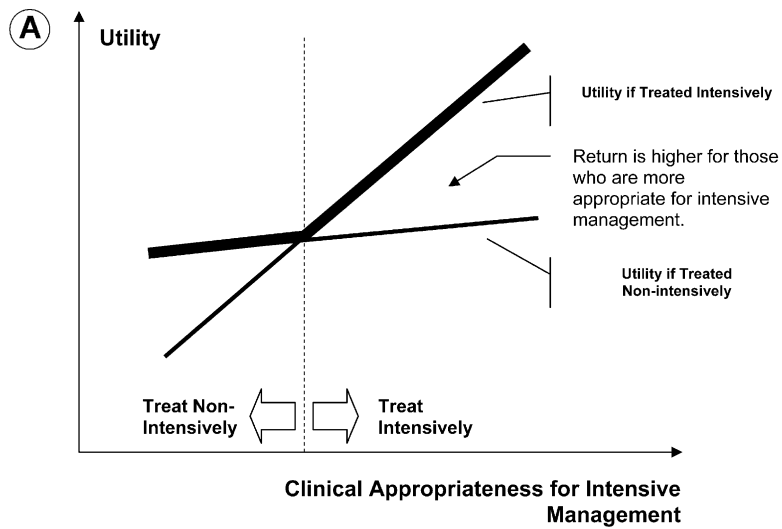 A
Utility
Utility if Treated Intensively
Return is higher for those
who are more
appropriate for intensive
management.
Utility if Treated
Non-intensively
Treat Non-
Intensively
Treat
Intensively
Clinical Appropriateness for Intensive
Management